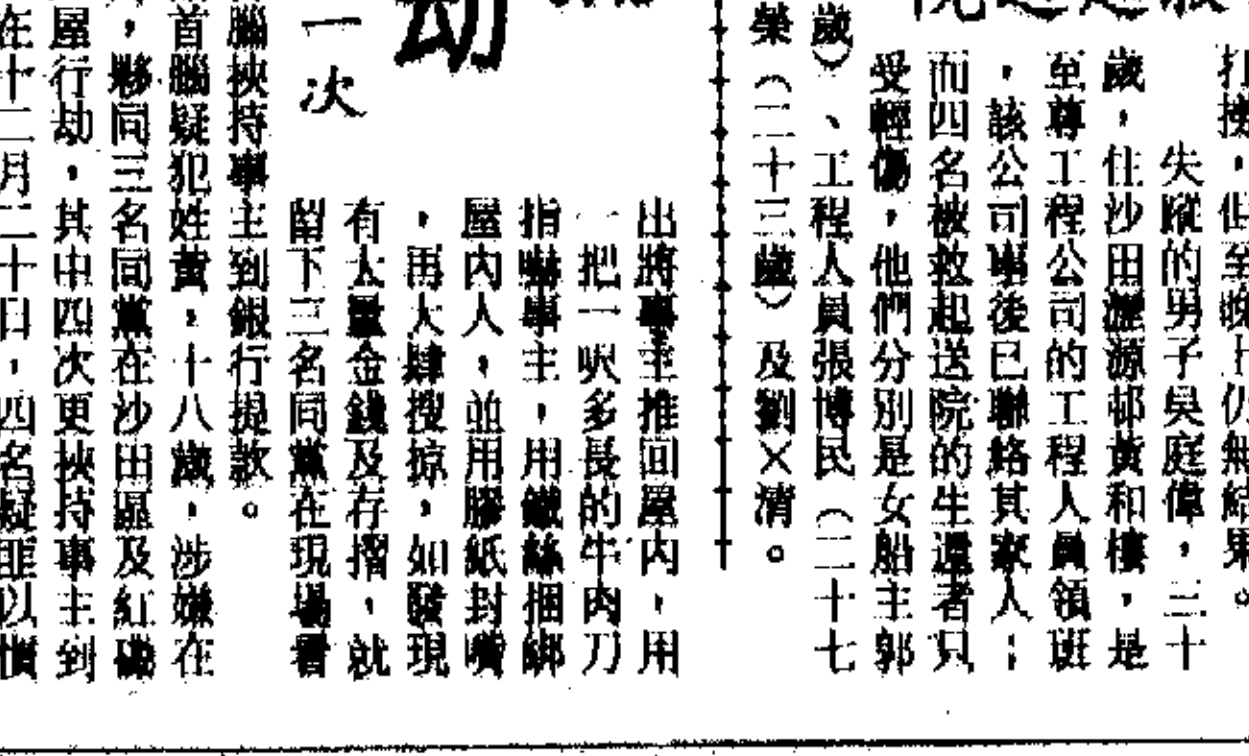 打撈，但至晚上仍無結果。
失蹤的男子吳庭偉，三十
歲，住沙田瀝源邨黃和樓，是
至尊工程公司的工程人員領班
，該公司事後已聯絡其家人；
而四名被救起送院的生還者只
受輕傷，他們分別是女船主郭
歲）、工程人員張博民（二十七
榮（二十三歲）及劉×清。
劫
一次
出將事主推回屋內，用
一把一呎多長的牛肉刀
指嚇事主，用鐵絲捆綁
屋內人，並用膠紙封嘴
，再大肆搜掠，如發現
有大量金錢及存摺，就
留下三名同黨在現場看
腦挾持事主到銀行提款。
首腦疑犯姓黃，十八歲，涉嫌在
，夥同三名同黨在沙田區及紅磡
屋行劫，其中四次更挾持事主到
在十二月二十日，四名疑匪以慣